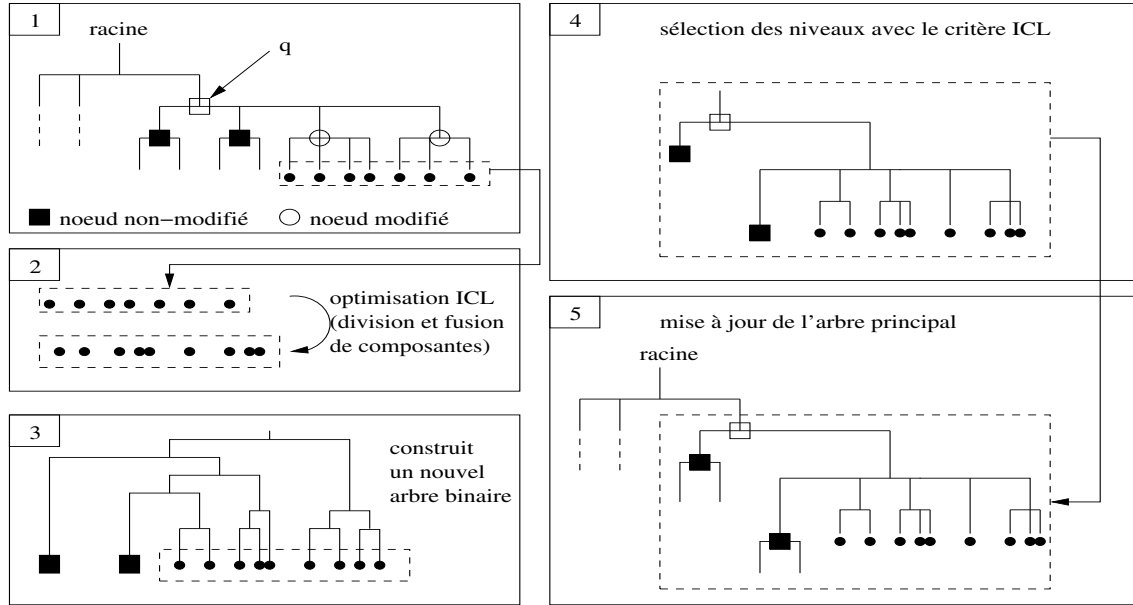 1
racine
q
noeud non-modifié
noeud modifié
2
optimisation ICL
(division et fusion
de composantes)
3
construit
un nouvel
arbre binaire
4
sélection des niveaux avec le critère ICL
5
mise à jour de l'arbre principal
racine